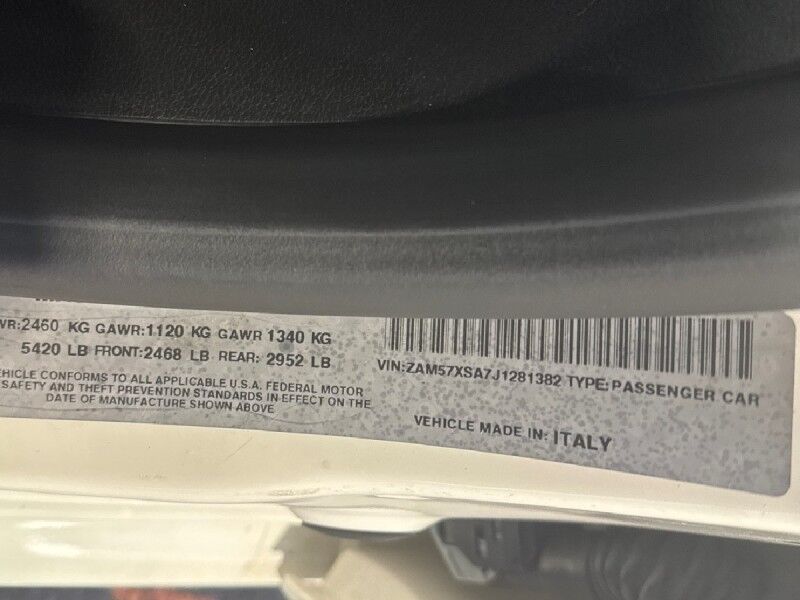 WR:2460 KG GAWR:1120 KG GAWR 1340 KG
5420 LB FRONT:2468 LB REAR: 2952 LB
EHICLE CONFORMS TO ALL APPLICABLE U.S.A. FEDERAL MOTOR
SAFETY AND THEFT PREVENTION STANDARDS IN EFFECT ON THE
DATE OF MANUFACTURE SHOWN ABOVE
VIN:ZAM57XSA7J1281382 TYPE:PASSENGER CAR
VEHICLE MADE IN: ITALY